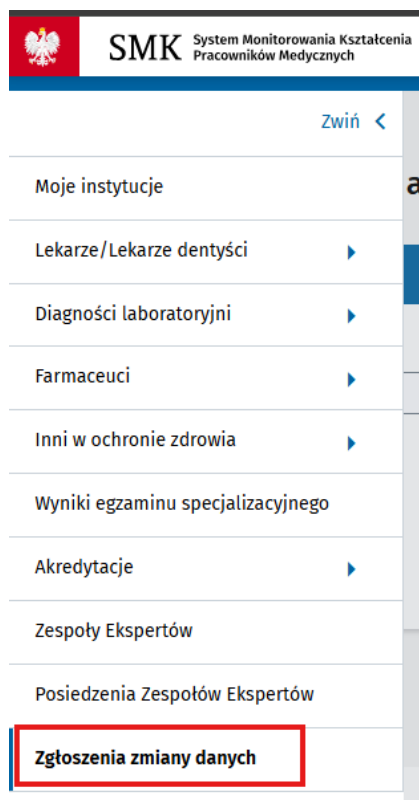 SMK System Monitorowania Kształcenia
Pracowników Medycznych
Zwiń
Moje instytucje
Lekarze/Lekarze dentyści
Diagności laboratoryjni
Farmaceuci
Inni w ochronie zdrowia
Wyniki egzaminu specjalizacyjnego
Akredytacje
Zespoły Ekspertów
Posiedzenia Zespołów Ekspertów
Zgłoszenia zmiany danych